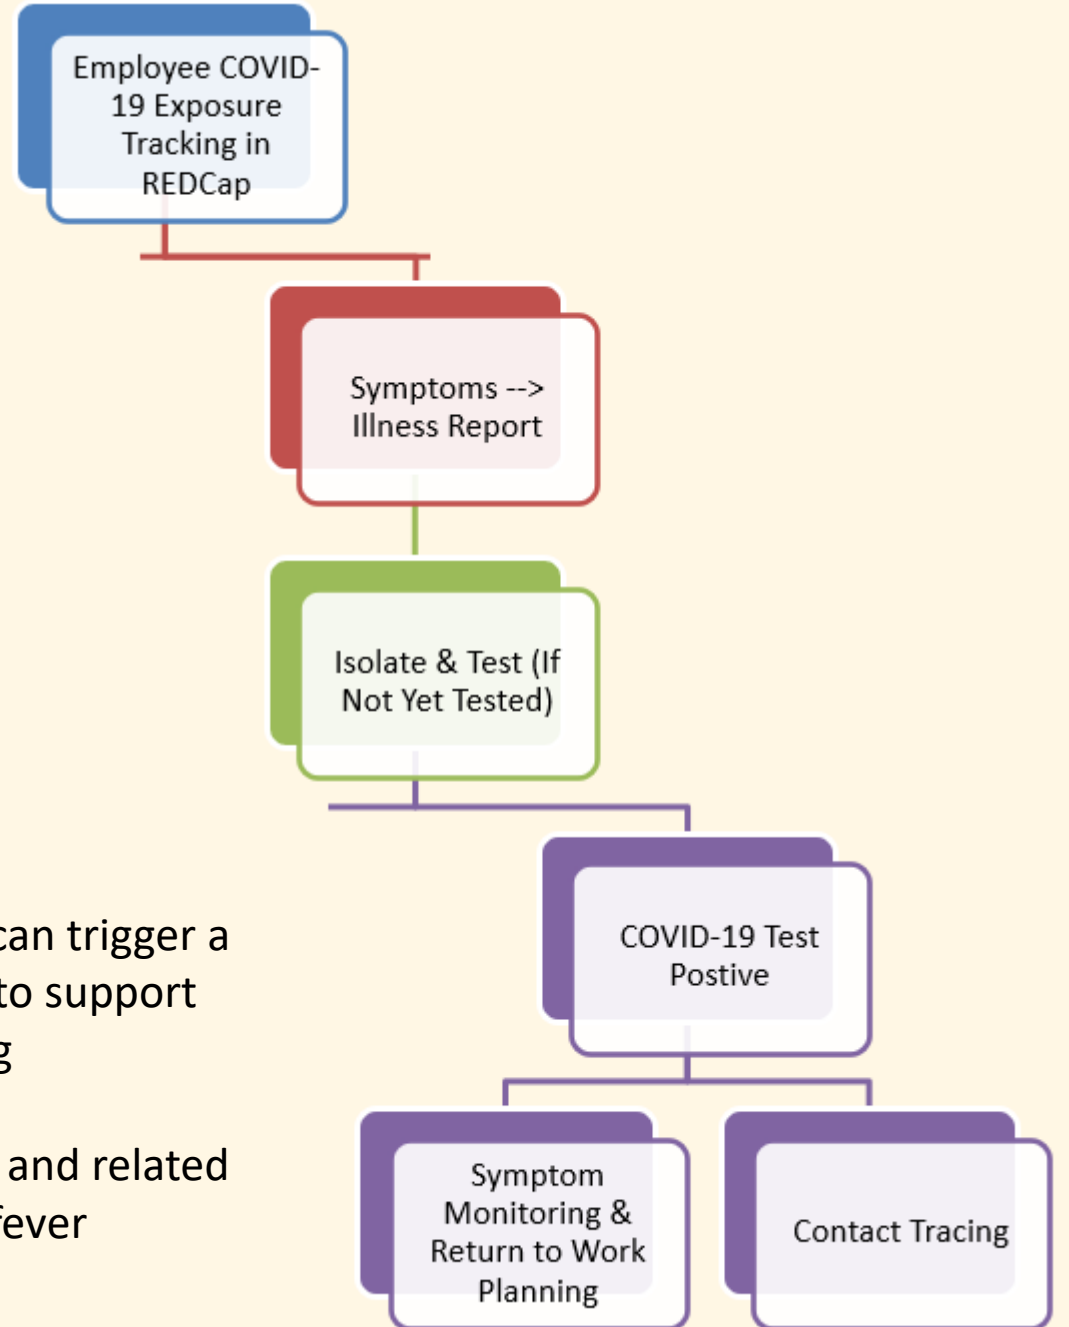 Employee COVID-
19 Exposure
Tracking in
REDCap
Symptoms -->
Illness Report
Isolate & Test (If
Not Yet Tested)
COVID-19 Test
Postive
can trigger a
to support
g
and related
fever
Symptom
Monitoring &
Return to Work
Planning
Contact Tracing